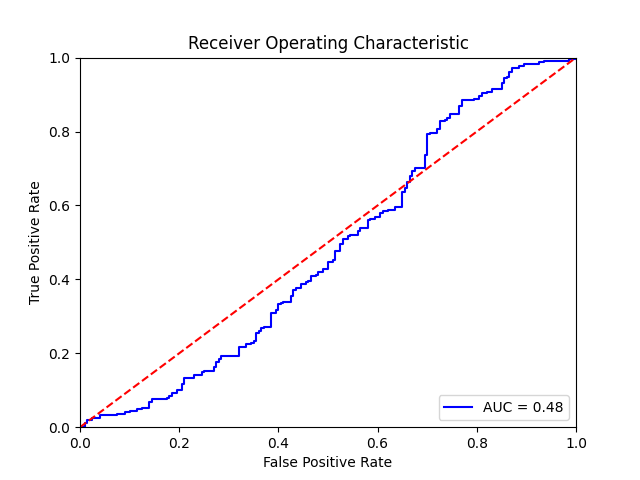 Receiver Operating Characteristic
True Positive Rate
1.0
0.8
0.6
0.4
0.2
0.0
AUC = 0.48
0.0 0.2 0.4 0.6 0.8 1.0
False Positive Rate